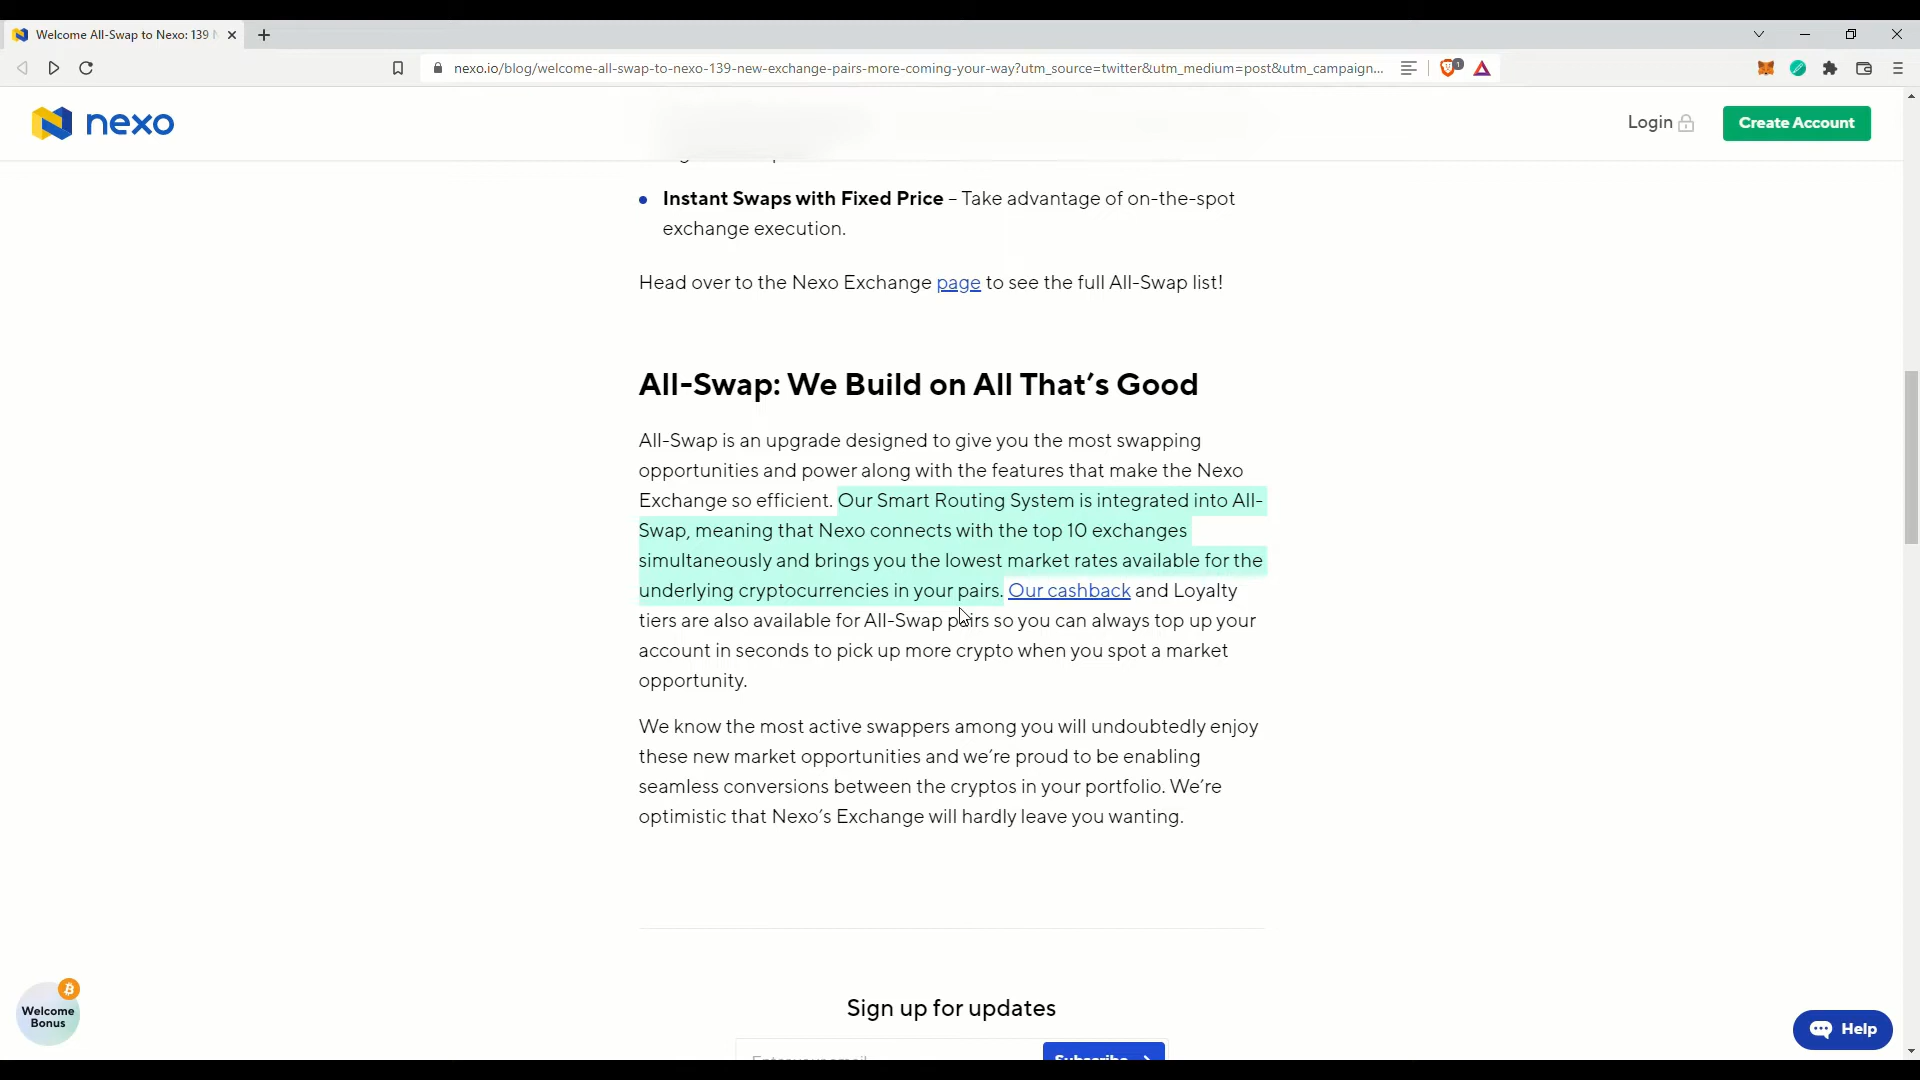 Welcome All-Swap to Nexo: 139
nexo.io/blog/welcome-all-swap-to-nexo-139-new-exchange-pairs-more-coming-your-way?utm_source=twitter&utm_medium=post&utm_campaign...
1
nexo
Login
Create Account
Instant Swaps with Fixed Price – Take advantage of on-the-spot
exchange execution.
Head over to the Nexo Exchange page to see the full All-Swap list!
All-Swap: We Build on All That’s Good
All-Swap is an upgrade designed to give you the most swapping
opportunities and power along with the features that make the Nexo
Exchange so efficient. Our Smart Routing System is integrated into All-
Swap, meaning that Nexo connects with the top 10 exchanges
simultaneously and brings you the lowest market rates available for the
underlying cryptocurrencies in your pairs. Our cashback and Loyalty
tiers are also available for All-Swap pairs so you can always top up your
account in seconds to pick up more crypto when you spot a market
opportunity.
We know the most active swappers among you will undoubtedly enjoy
these new market opportunities and we’re proud to be enabling
seamless conversions between the cryptos in your portfolio. We’re
optimistic that Nexo’s Exchange will hardly leave you wanting.
Welcome
Bonus
Sign up for updates
Enter your email
Subscribe
Help